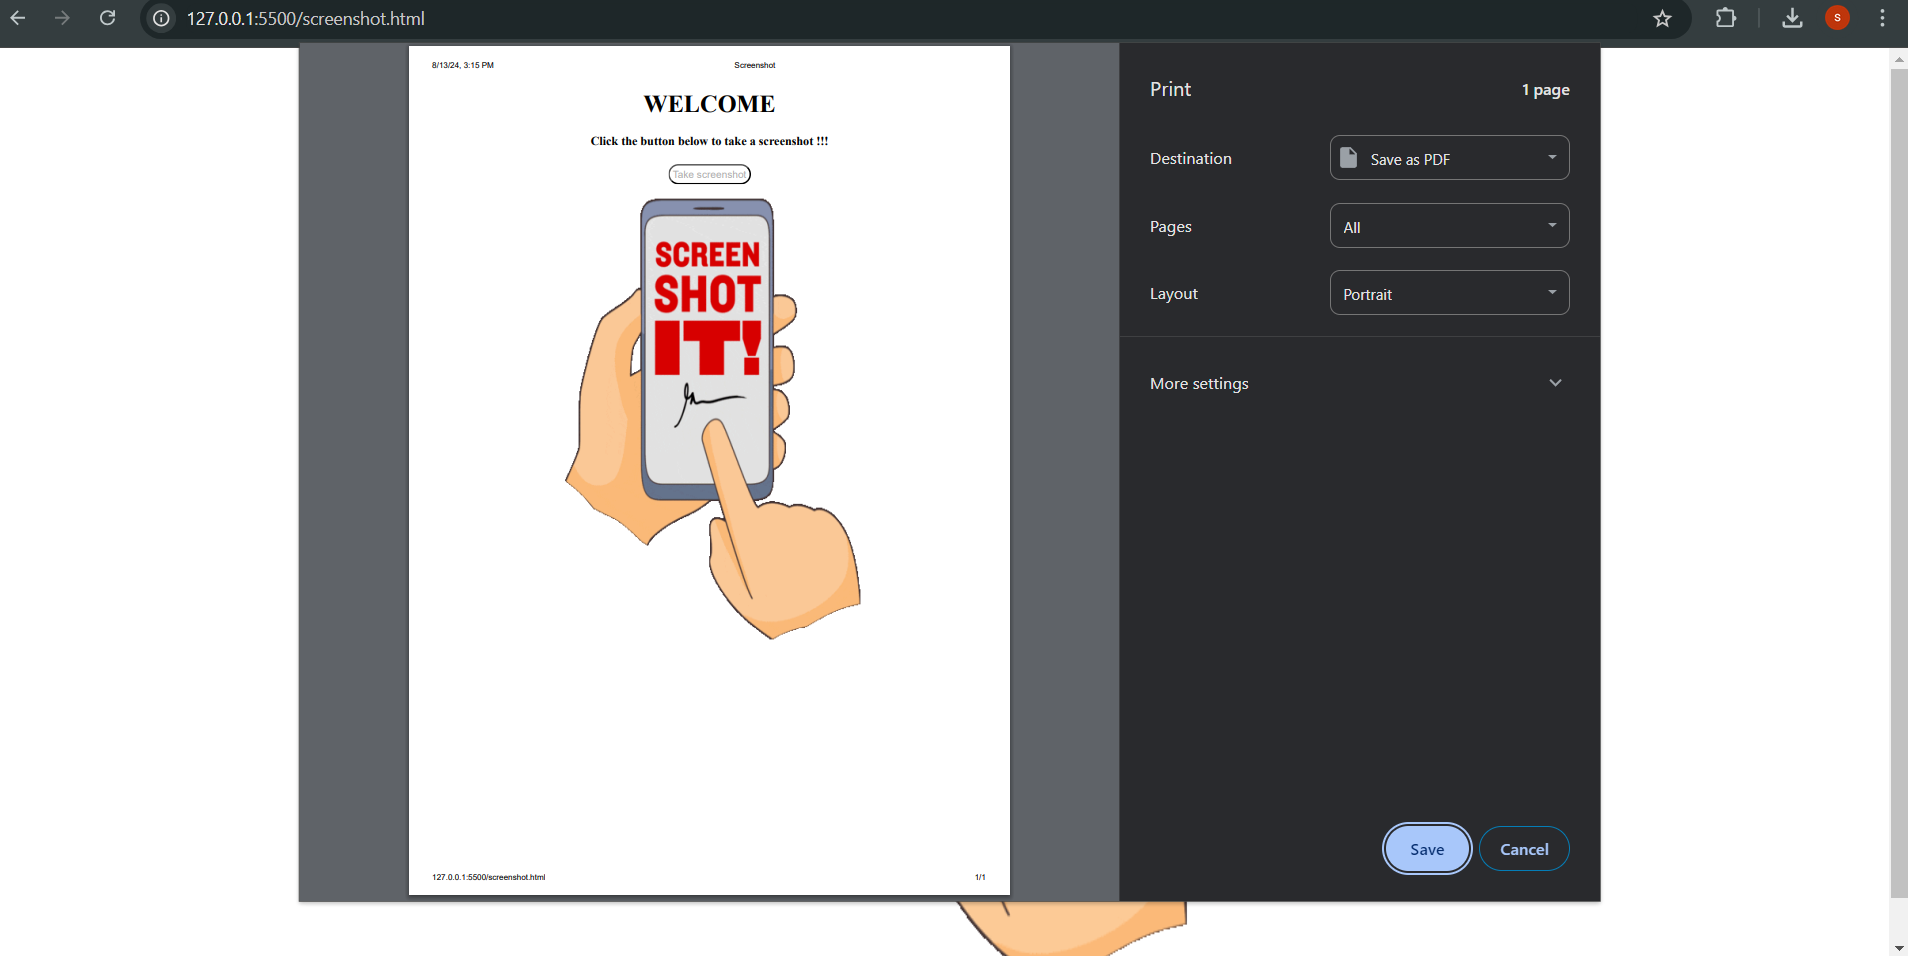 127.0.0.1:5500/screenshot.html
S
8/13/24, 3:15 PM
Screenshot
WELCOME
Click the button below to take a screenshot !!!
Take screenshot
SCREEN
SHOT
IT!
127.0.0.1:5500/screenshot.html
1/1
Print
1 page
Destination
Save as PDF
Pages
All
Layout
Portrait
More settings
Save
Cancel